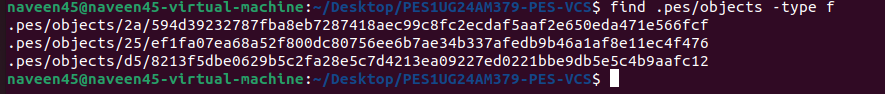 naveen45@naveen45-virtual-machine:~/Desktop/PES1UG24AM379-PES-VCS$ find .pes/objects -type f
.pes/objects/2a/594d39232787fba8eb7287418aec99c8fc2ecdaf5aaf2e650eda471e566fcf
.pes/objects/25/ef1fa07ea68a52f800dc80756ee6b7ae34b337afedb9b46a1af8e11ec4f476
.pes/objects/d5/8213f5dbe0629b5c2fa28e5c7d4213ea09227ed0221bbe9db5e5c4b9aafc12
naveen45@naveen45-virtual-machine:~/Desktop/PES1UG24AM379-PES-VCS$